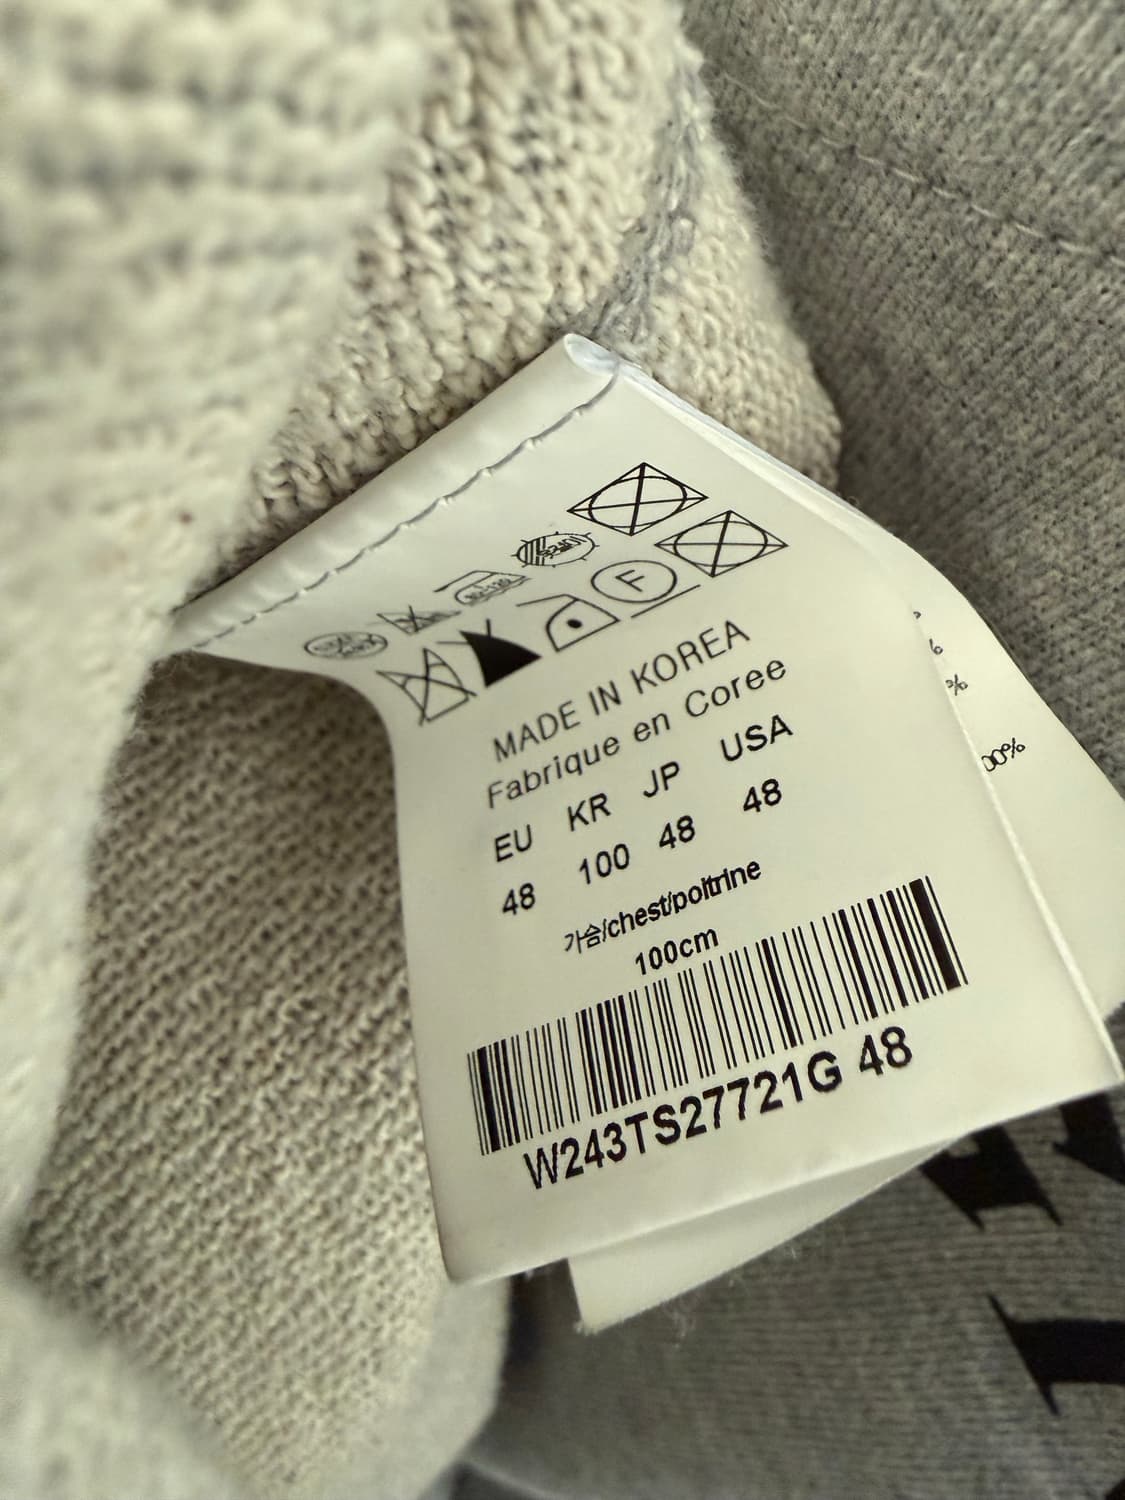 F
MADE IN KOREA
Fabrique en Coree
EU KR JP USA
48 100 48 48
가슴/chest/poitrine
100cm
W243TS27721G 48
%
%
00%